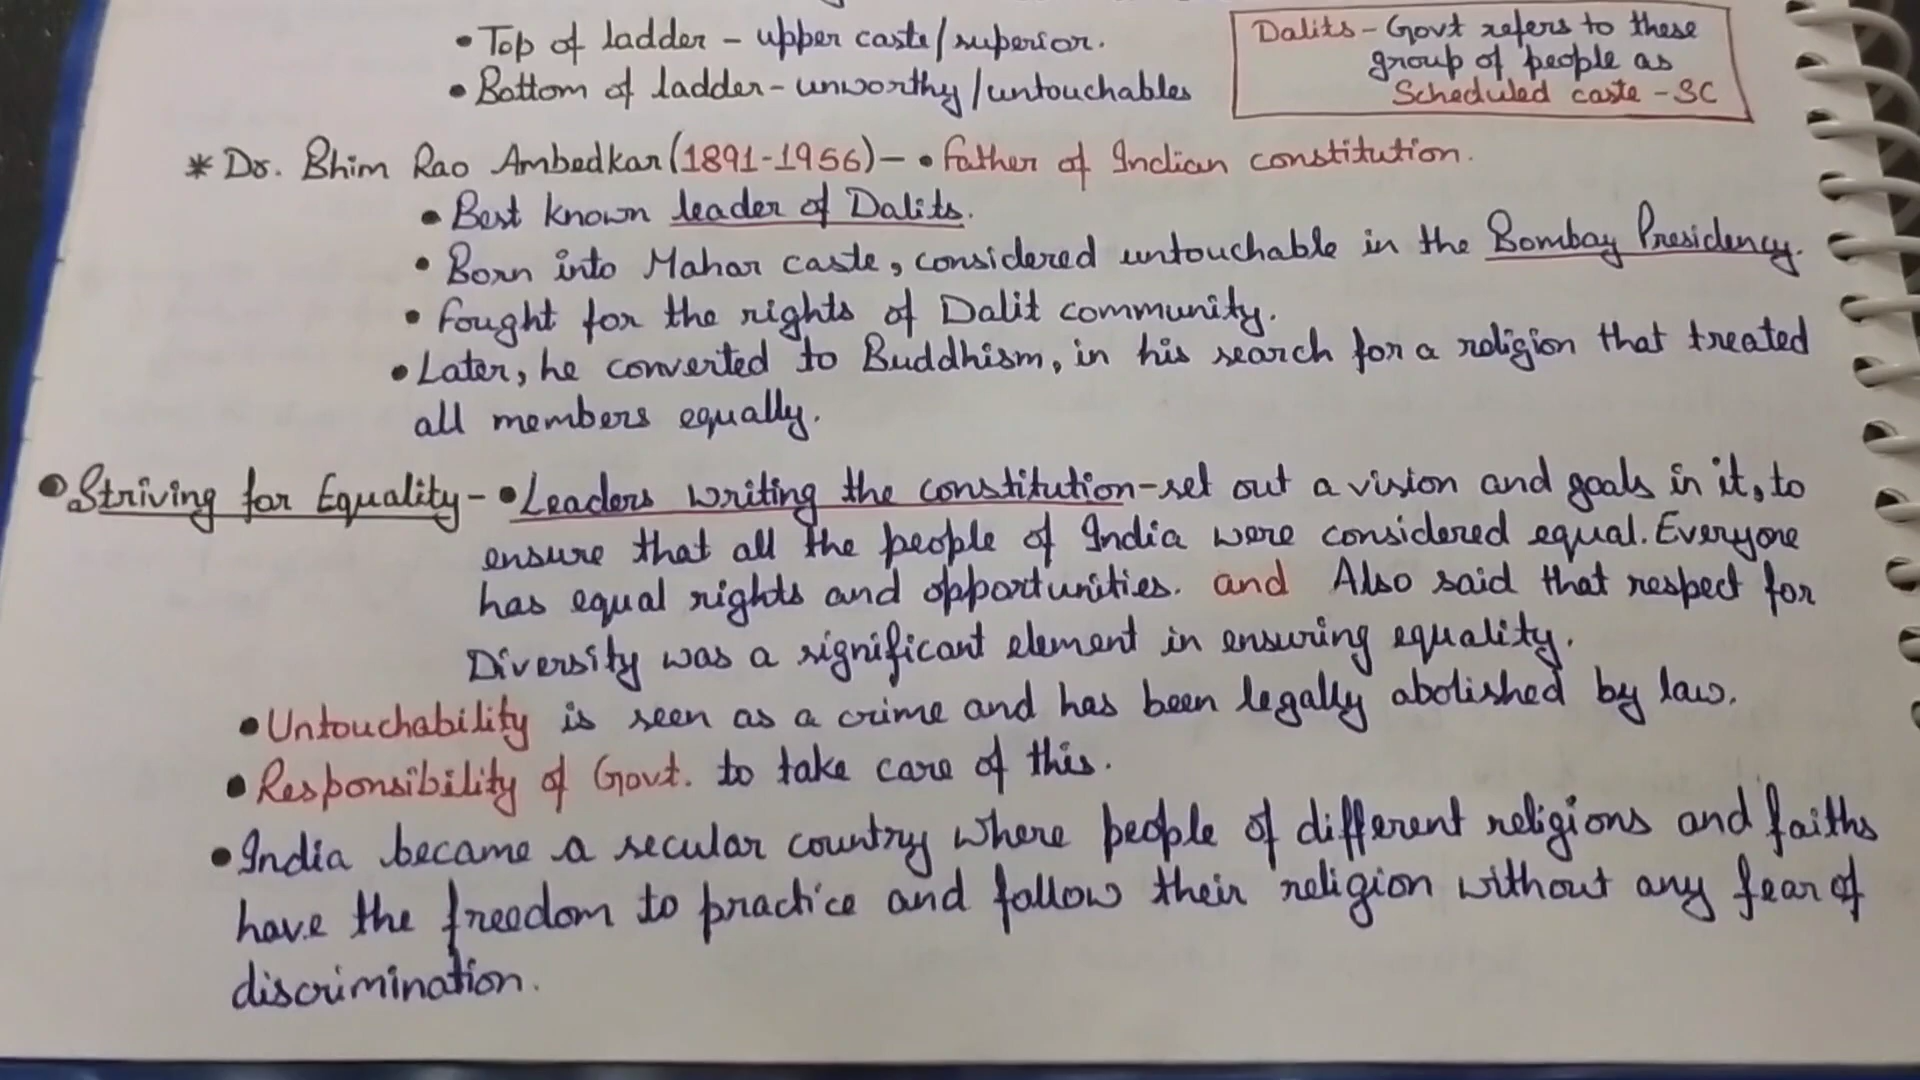 • Top of ladder - upper caste/superior.
• Bottom of ladder - unworthy/untouchables
Dalits - Govt refers to these
group of people as
Scheduled caste - SC
* Dr. Bhim Rao Ambedkar (1891-1956) - • Father of Indian constitution.
• Best known leader of Dalits.
• Born into Mahar caste, considered untouchable in the Bombay Presidency.
• Fought for the rights of Dalit community.
• Later, he converted to Buddhism, in his search for a religion that treated
all members equally.
• Striving for Equality - • Leaders writing the constitution - set out a vision and goals in it, to
ensure that all the people of India were considered equal. Everyone
has equal rights and opportunities. and Also said that respect for
Diversity was a significant element in ensuring equality.
• Untouchability is seen as a crime and has been legally abolished by law.
• Responsibility of Govt. to take care of this.
• India became a secular country where people of different religions and faiths
have the freedom to practice and follow their religion without any fear of
discrimination.